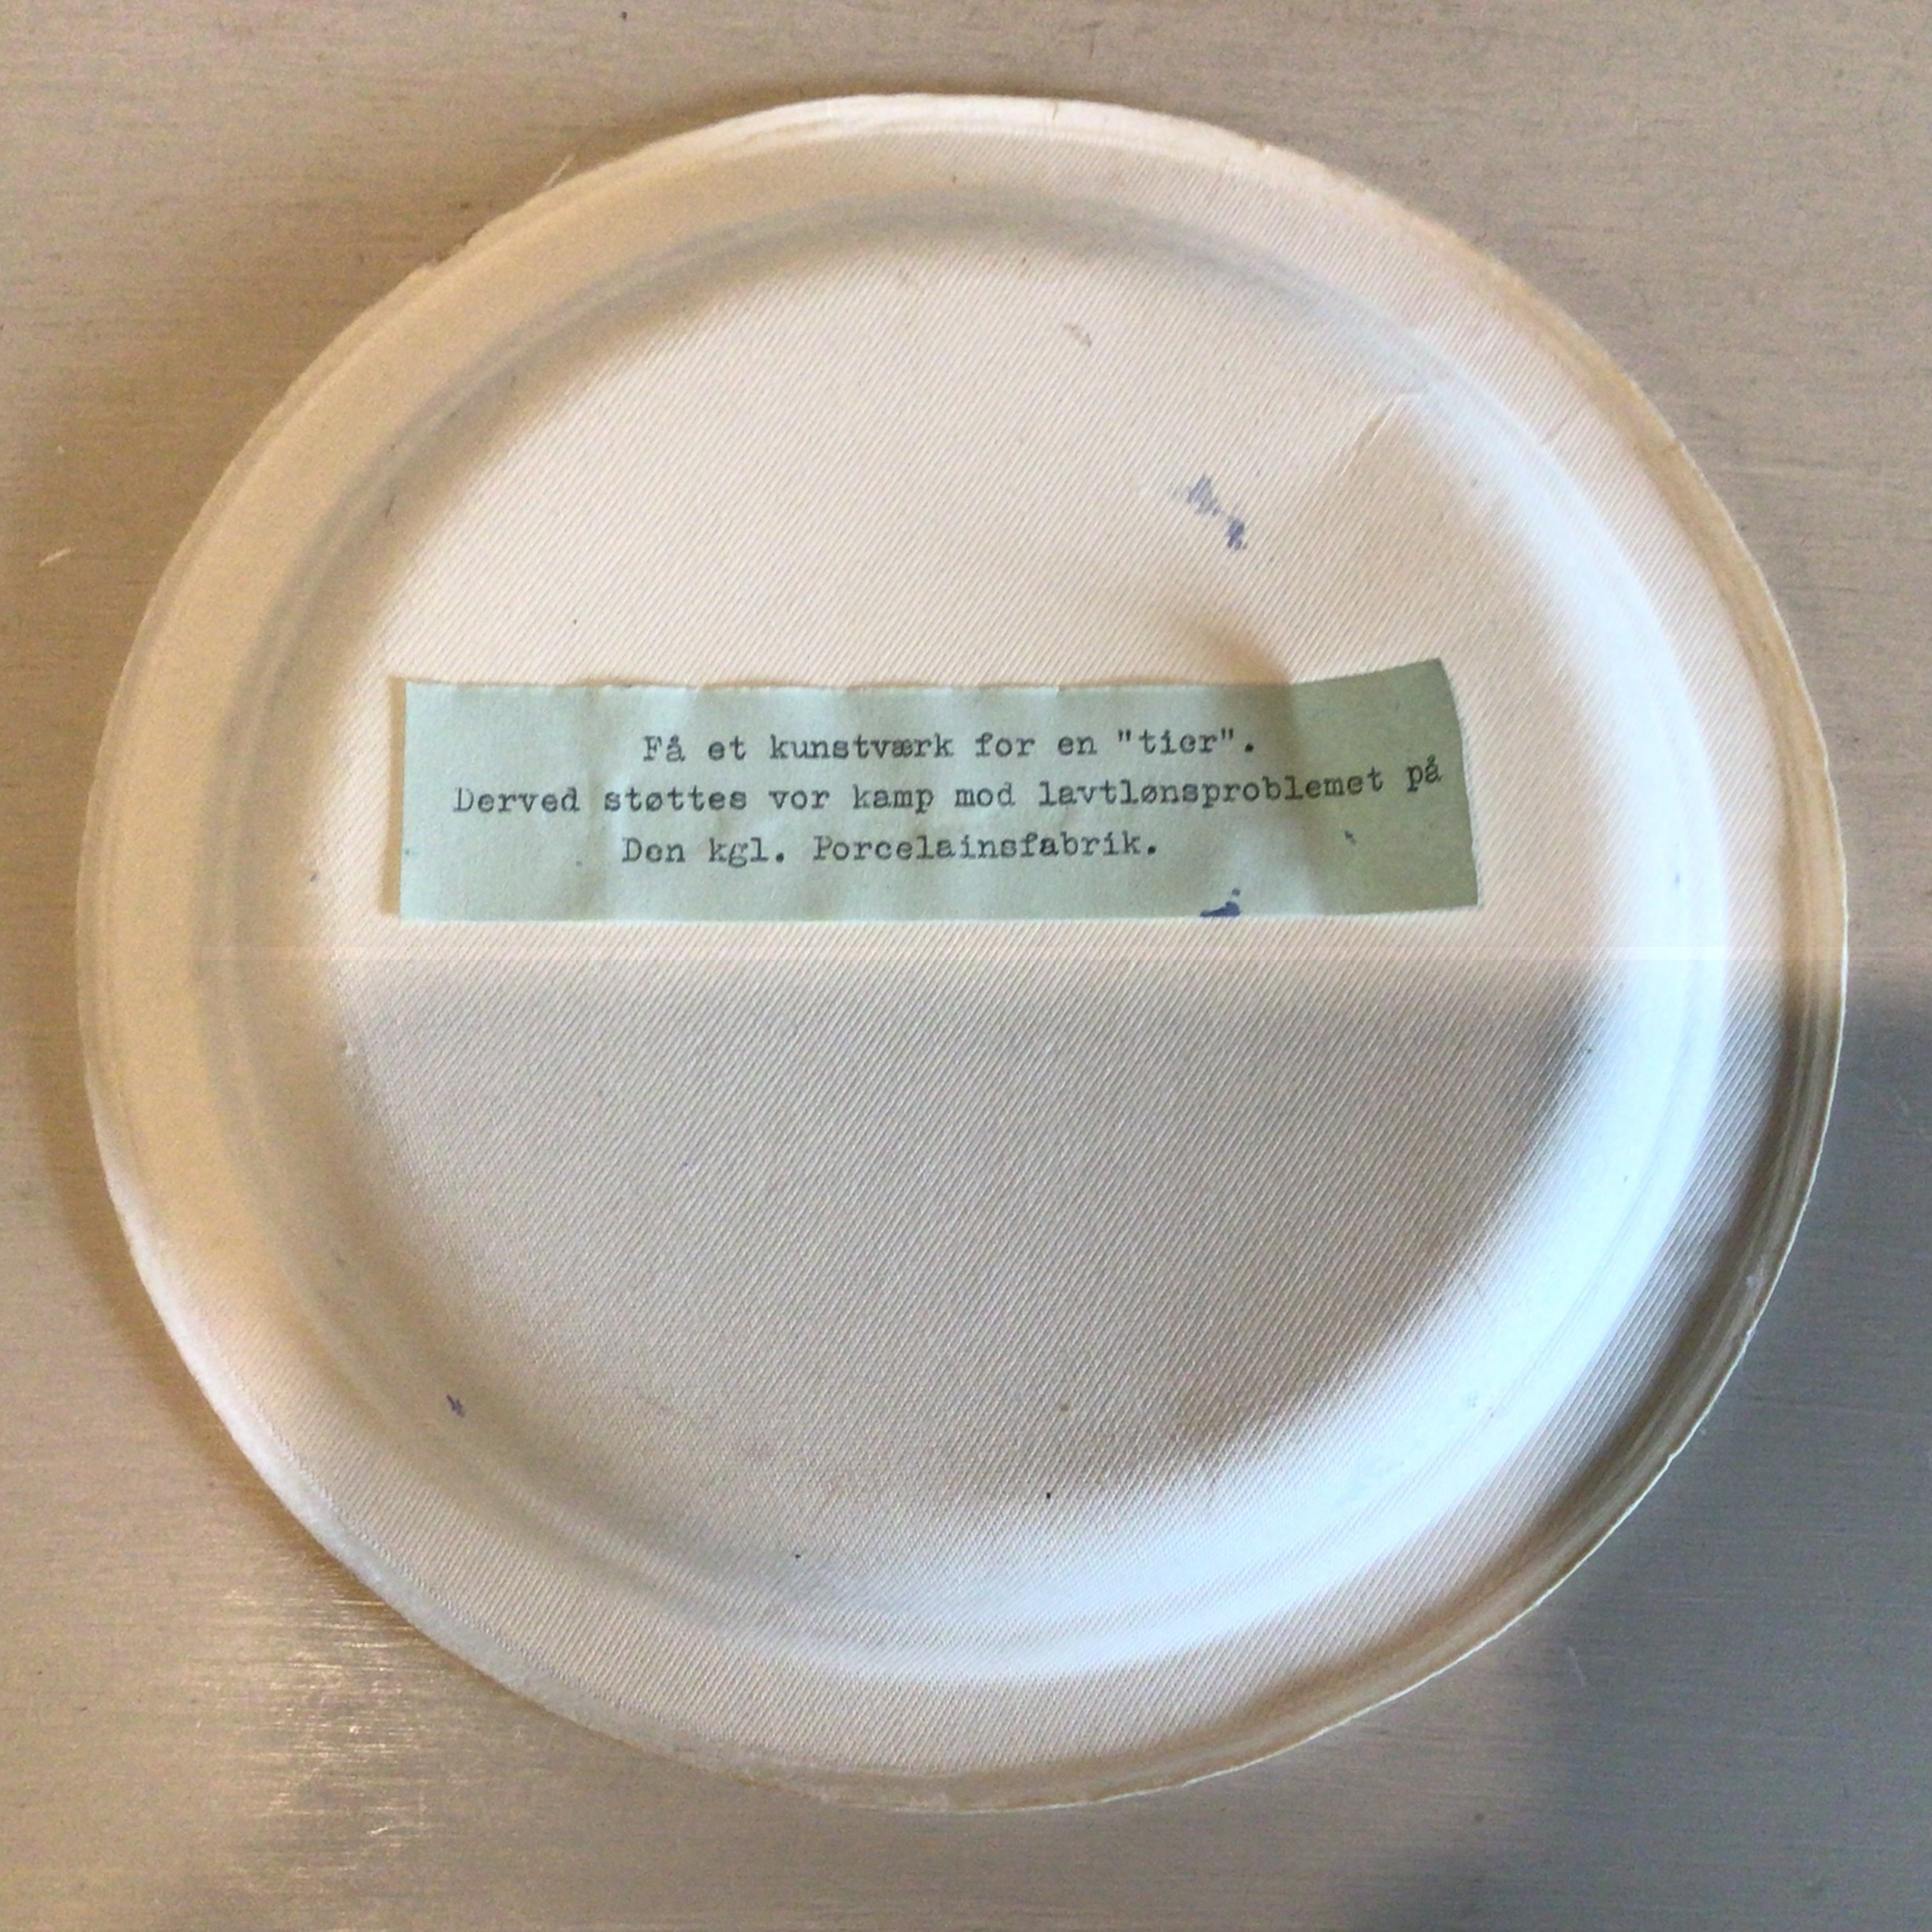 Få et kunstværk for en "tier".
Derved støttes vor kamp mod lavtlønsproblemet på
Den kgl. Porcelainsfabrik.